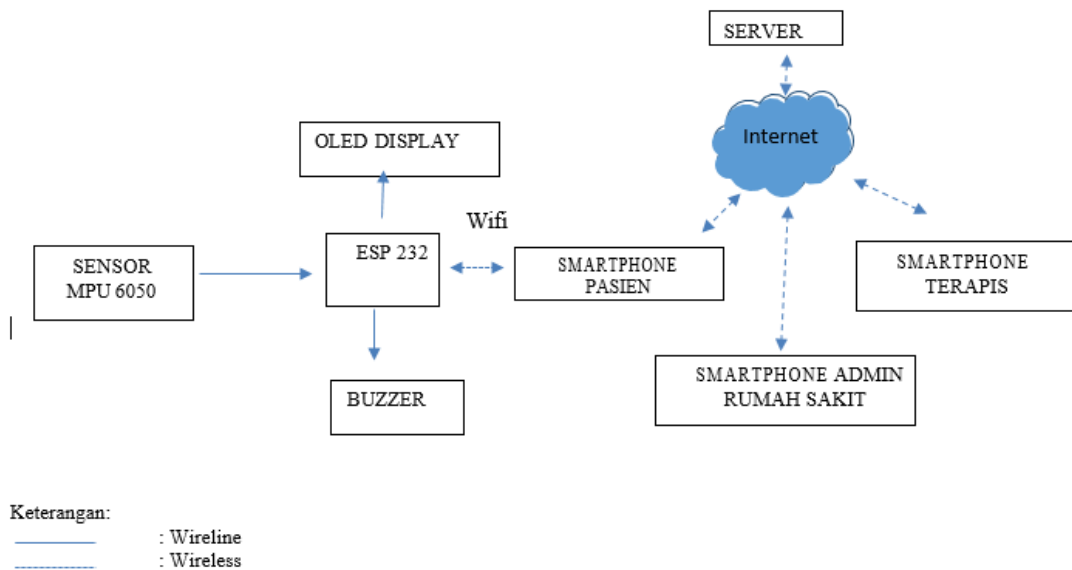 SERVER
Internet
OLED DISPLAY
Wifi
ESP 232
SENSOR
MPU 6050
SMARTPHONE
PASIEN
SMARTPHONE
TERAPIS
SMARTPHONE ADMIN
RUMAH SAKIT
BUZZER
Keterangan:
: Wireline
: Wireless